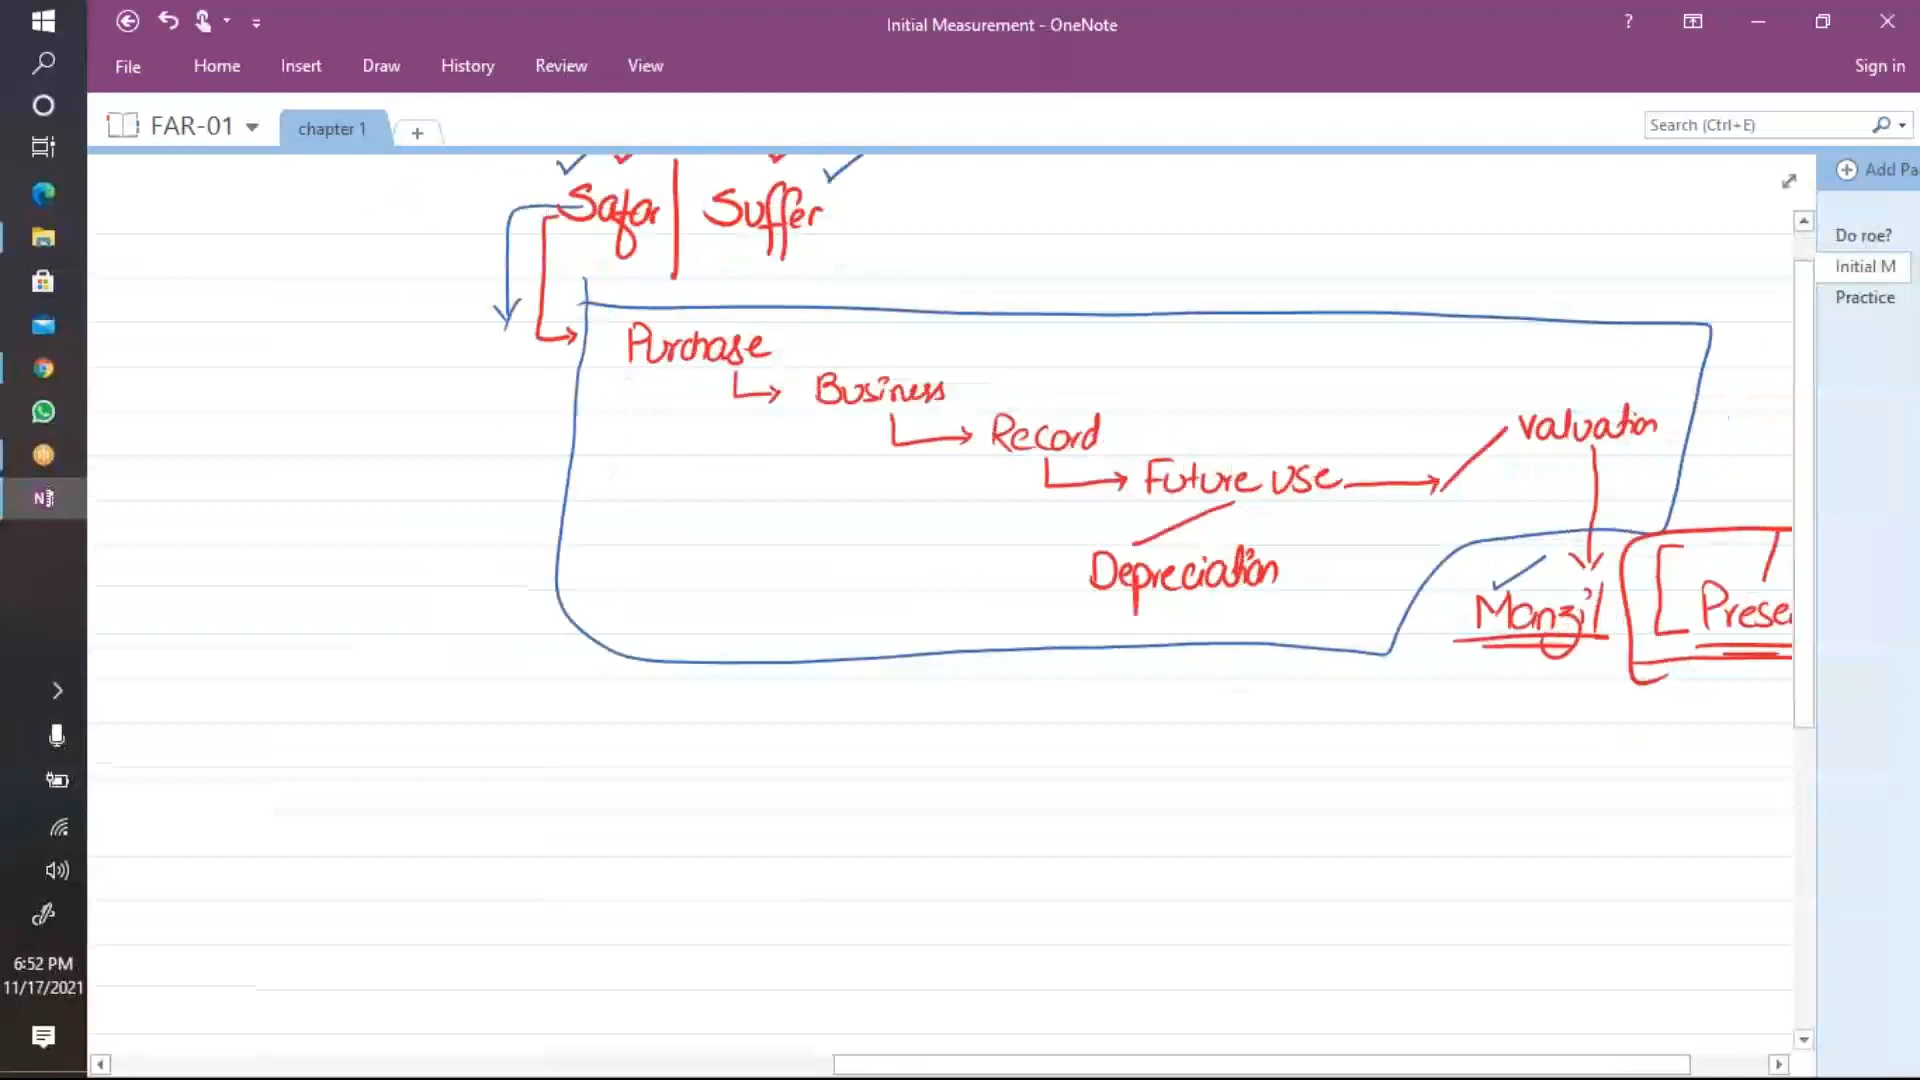 Initial Measurement - OneNote
?
File
Home
Insert
Draw
History
Review
View
Sign in
FAR-01
chapter 1
+
Search (Ctrl+E)
Add Pa
Do roe?
Initial M
Practice
Safar | Suffer
Purchase
Business
Record
valuation
Future use
Depreciation
Manzil
[Prese
N
6:52 PM
11/17/2021